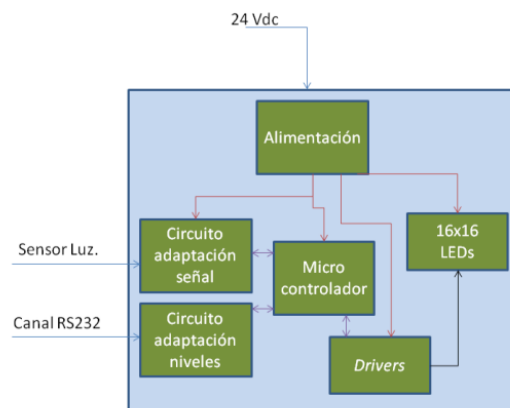 24 Vdc
Alimentación
Sensor Luz.
Circuito
adaptación
señal
Micro
controlador
16x16
LEDs
Canal RS232
Circuito
adaptación
niveles
Drivers